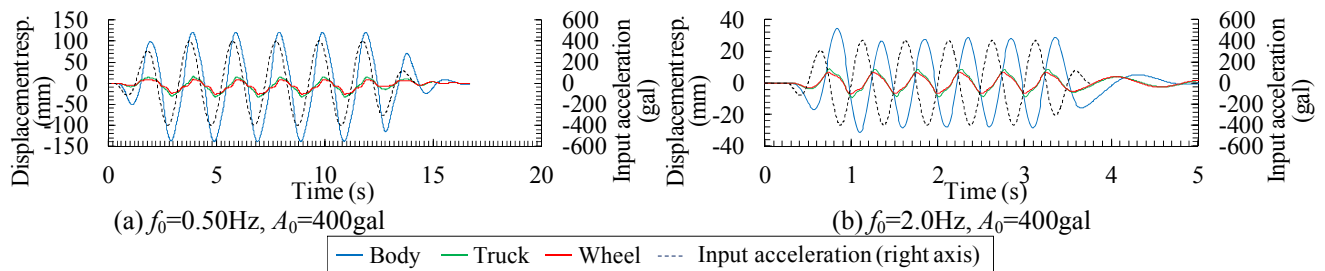 Displacement resp. (mm)
150
100
50
0
-50
-100
-150
0 5 10 15 20
Time (s)
600
400
200
0
-200
-400
-600
Input acceleration (gal)
(a) f0=0.50Hz, A0=400gal
Displacement resp. (mm)
40
20
0
-20
-40
0 1 2 3 4 5
Time (s)
600
400
200
0
-200
-400
-600
Input acceleration (gal)
(b) f0=2.0Hz, A0=400gal
Body Truck Wheel Input acceleration (right axis)